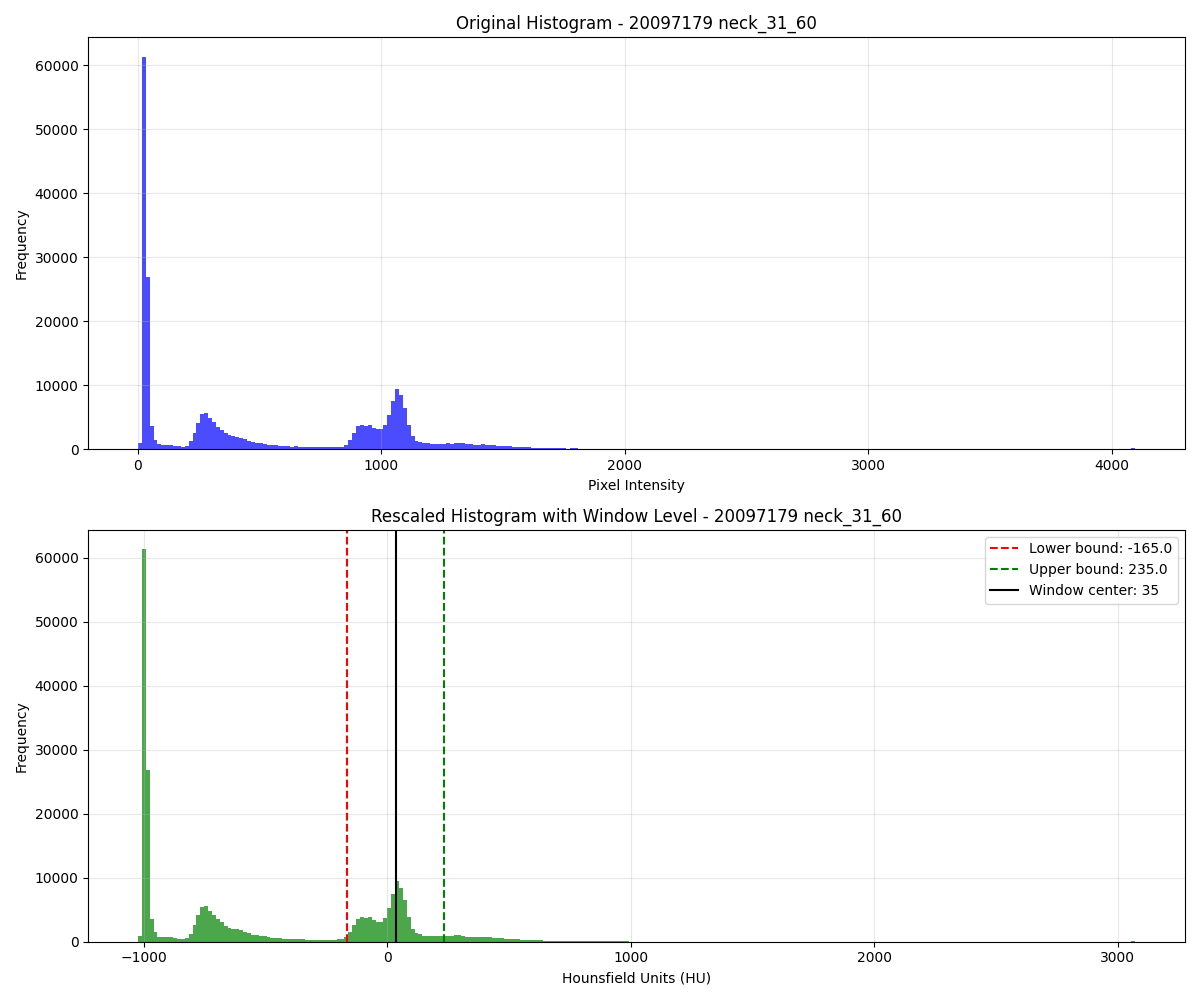 Original Histogram - 20097179 neck_31_60
Frequency
60000
50000
40000
30000
20000
10000
0
0 1000 2000 3000 4000
Pixel Intensity
Rescaled Histogram with Window Level - 20097179 neck_31_60
Lower bound: -165.0
Upper bound: 235.0
Window center: 35
Frequency
60000
50000
40000
30000
20000
10000
0
−1000 0 1000 2000 3000
Hounsfield Units (HU)